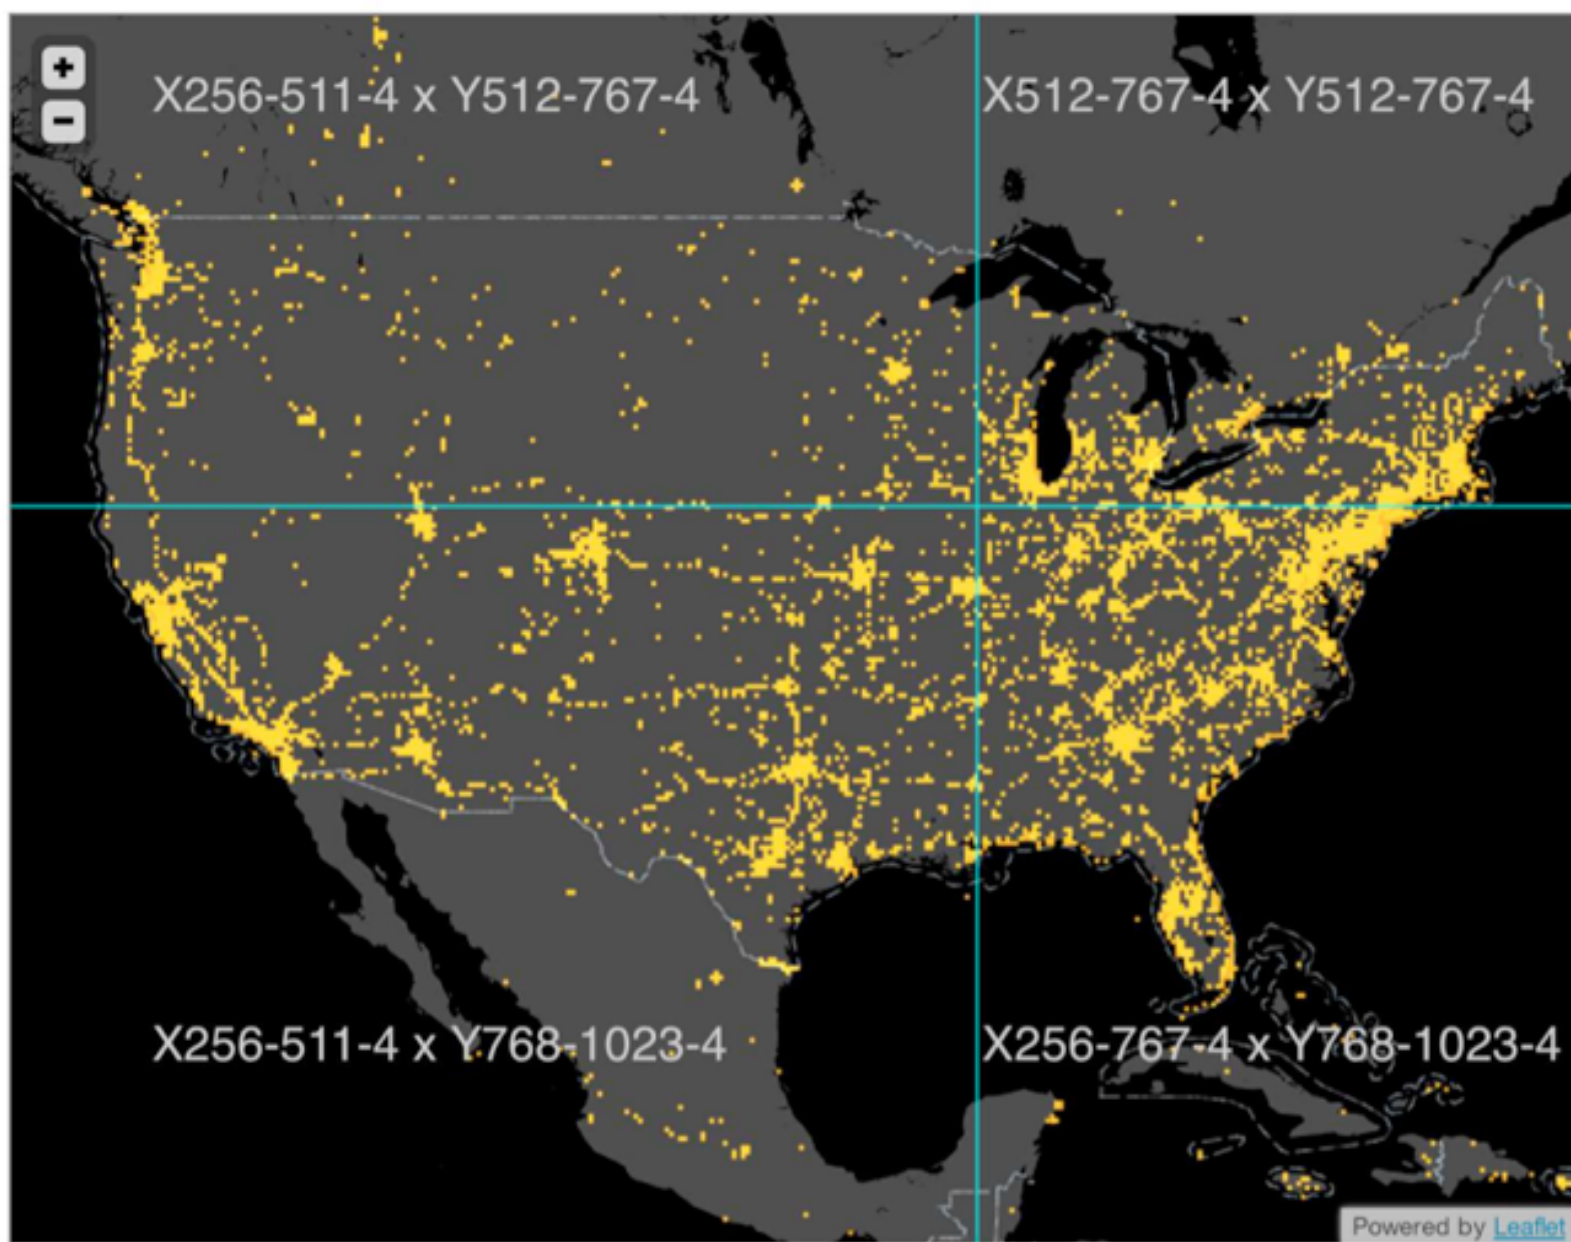 +
X256-511-4 x Y512-767-4
X512-767-4 x Y512-767-4
−
X256-511-4 x Y768-1023-4
X256-767-4 x Y768-1023-4
Powered by Leaflet